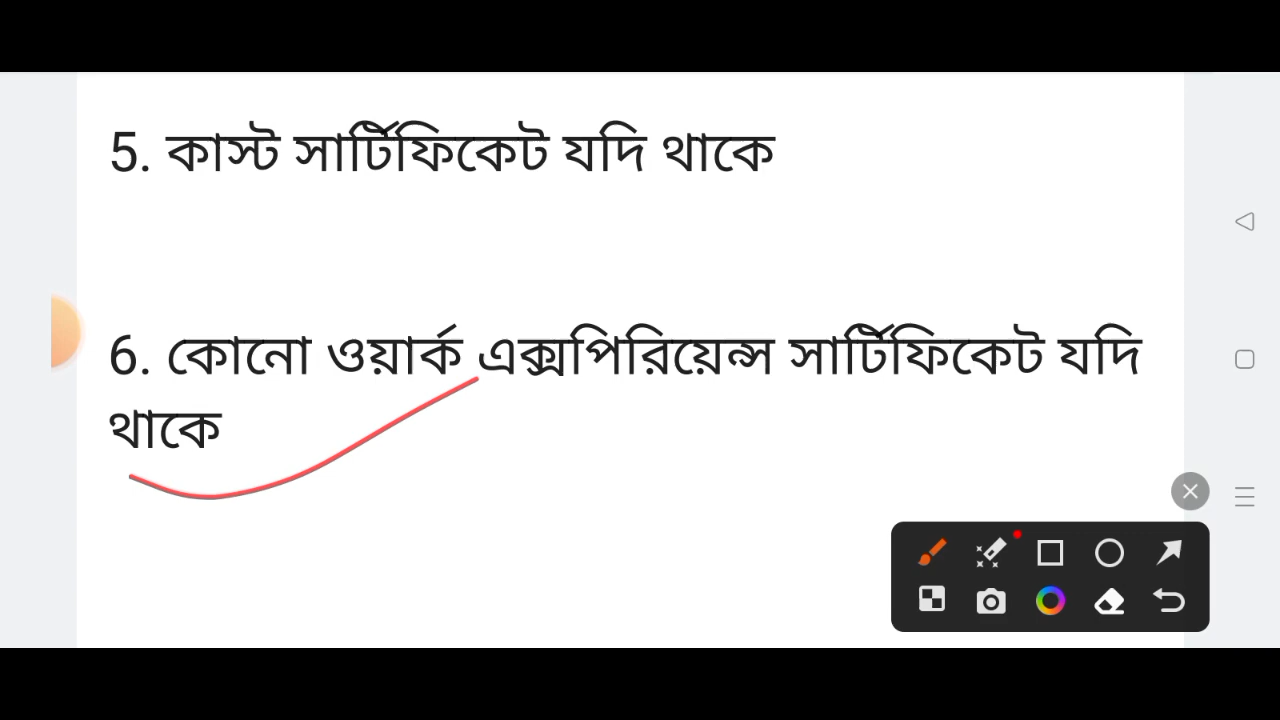 5. কাস্ট সার্টিফিকেট যদি থাকে
6. কোনো ওয়ার্ক এক্সপিরিয়েন্স সার্টিফিকেট যদি
থাকে